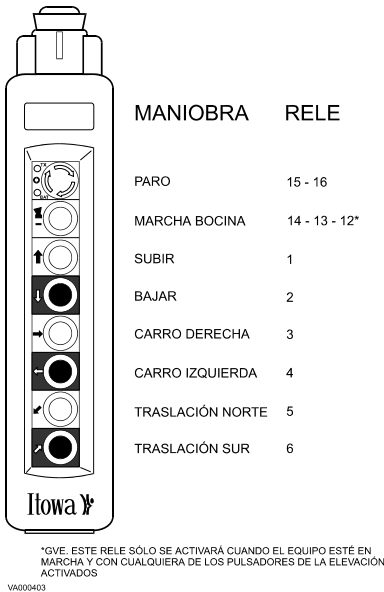 MANIOBRA RELE
TX
BAT
PARO 15 - 16
MARCHA BOCINA 14 - 13 - 12*
SUBIR 1
BAJAR 2
CARRO DERECHA 3
CARRO IZQUIERDA 4
TRASLACIÓN NORTE 5
TRASLACIÓN SUR 6
Itowa
*GVE. ESTE RELE SÓLO SE ACTIVARÁ CUANDO EL EQUIPO ESTÉ EN
MARCHA Y CON CUALQUIERA DE LOS PULSADORES DE LA ELEVACIÓN
ACTIVADOS
VA000403